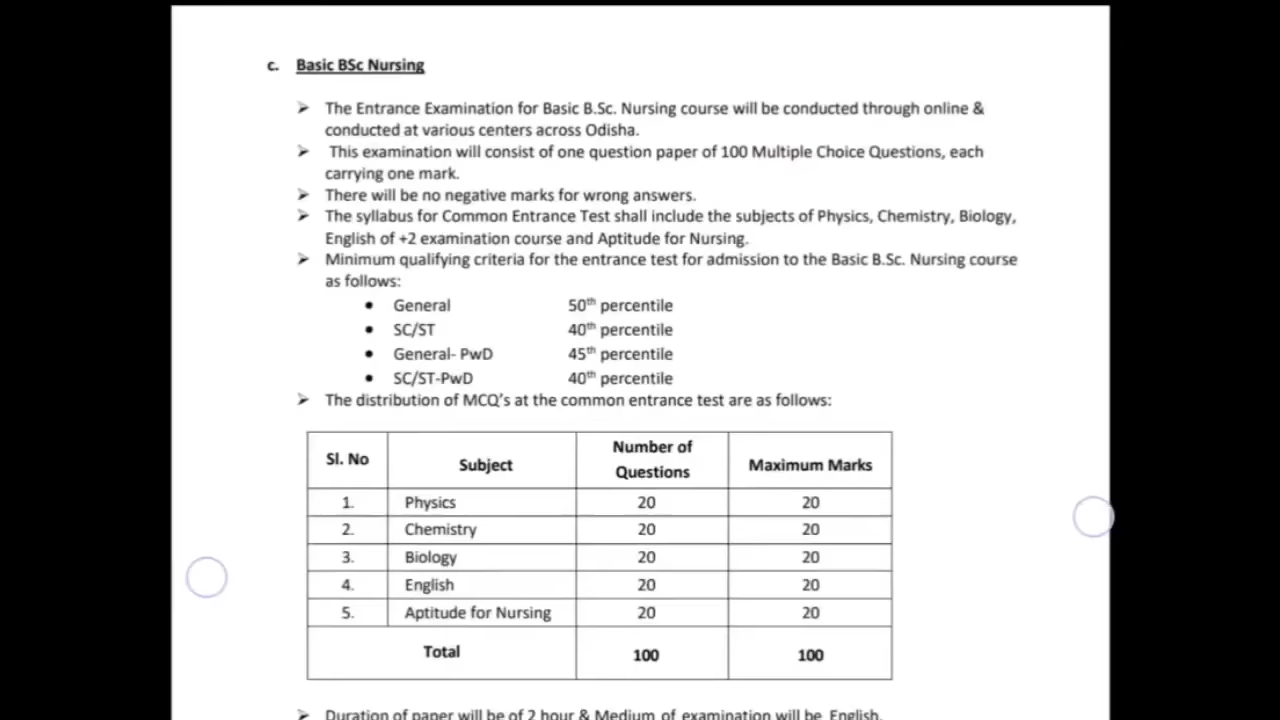 c. Basic BSc Nursing
➢ The Entrance Examination for Basic B.Sc. Nursing course will be conducted through online &
conducted at various centers across Odisha.
➢ This examination will consist of one question paper of 100 Multiple Choice Questions, each
carrying one mark.
➢ There will be no negative marks for wrong answers.
➢ The syllabus for Common Entrance Test shall include the subjects of Physics, Chemistry, Biology,
English of +2 examination course and Aptitude for Nursing.
➢ Minimum qualifying criteria for the entrance test for admission to the Basic B.Sc. Nursing course
as follows:
• General 50th percentile
• SC/ST 40th percentile
• General- PwD 45th percentile
• SC/ST-PwD 40th percentile
➢ The distribution of MCQ's at the common entrance test are as follows:
Sl. No Subject Number of Questions Maximum Marks
1. Physics 20 20
2. Chemistry 20 20
3. Biology 20 20
4. English 20 20
5. Aptitude for Nursing 20 20
Total 100 100
➢ Duration of paper will be of 2 hour & Medium of examination will be English.